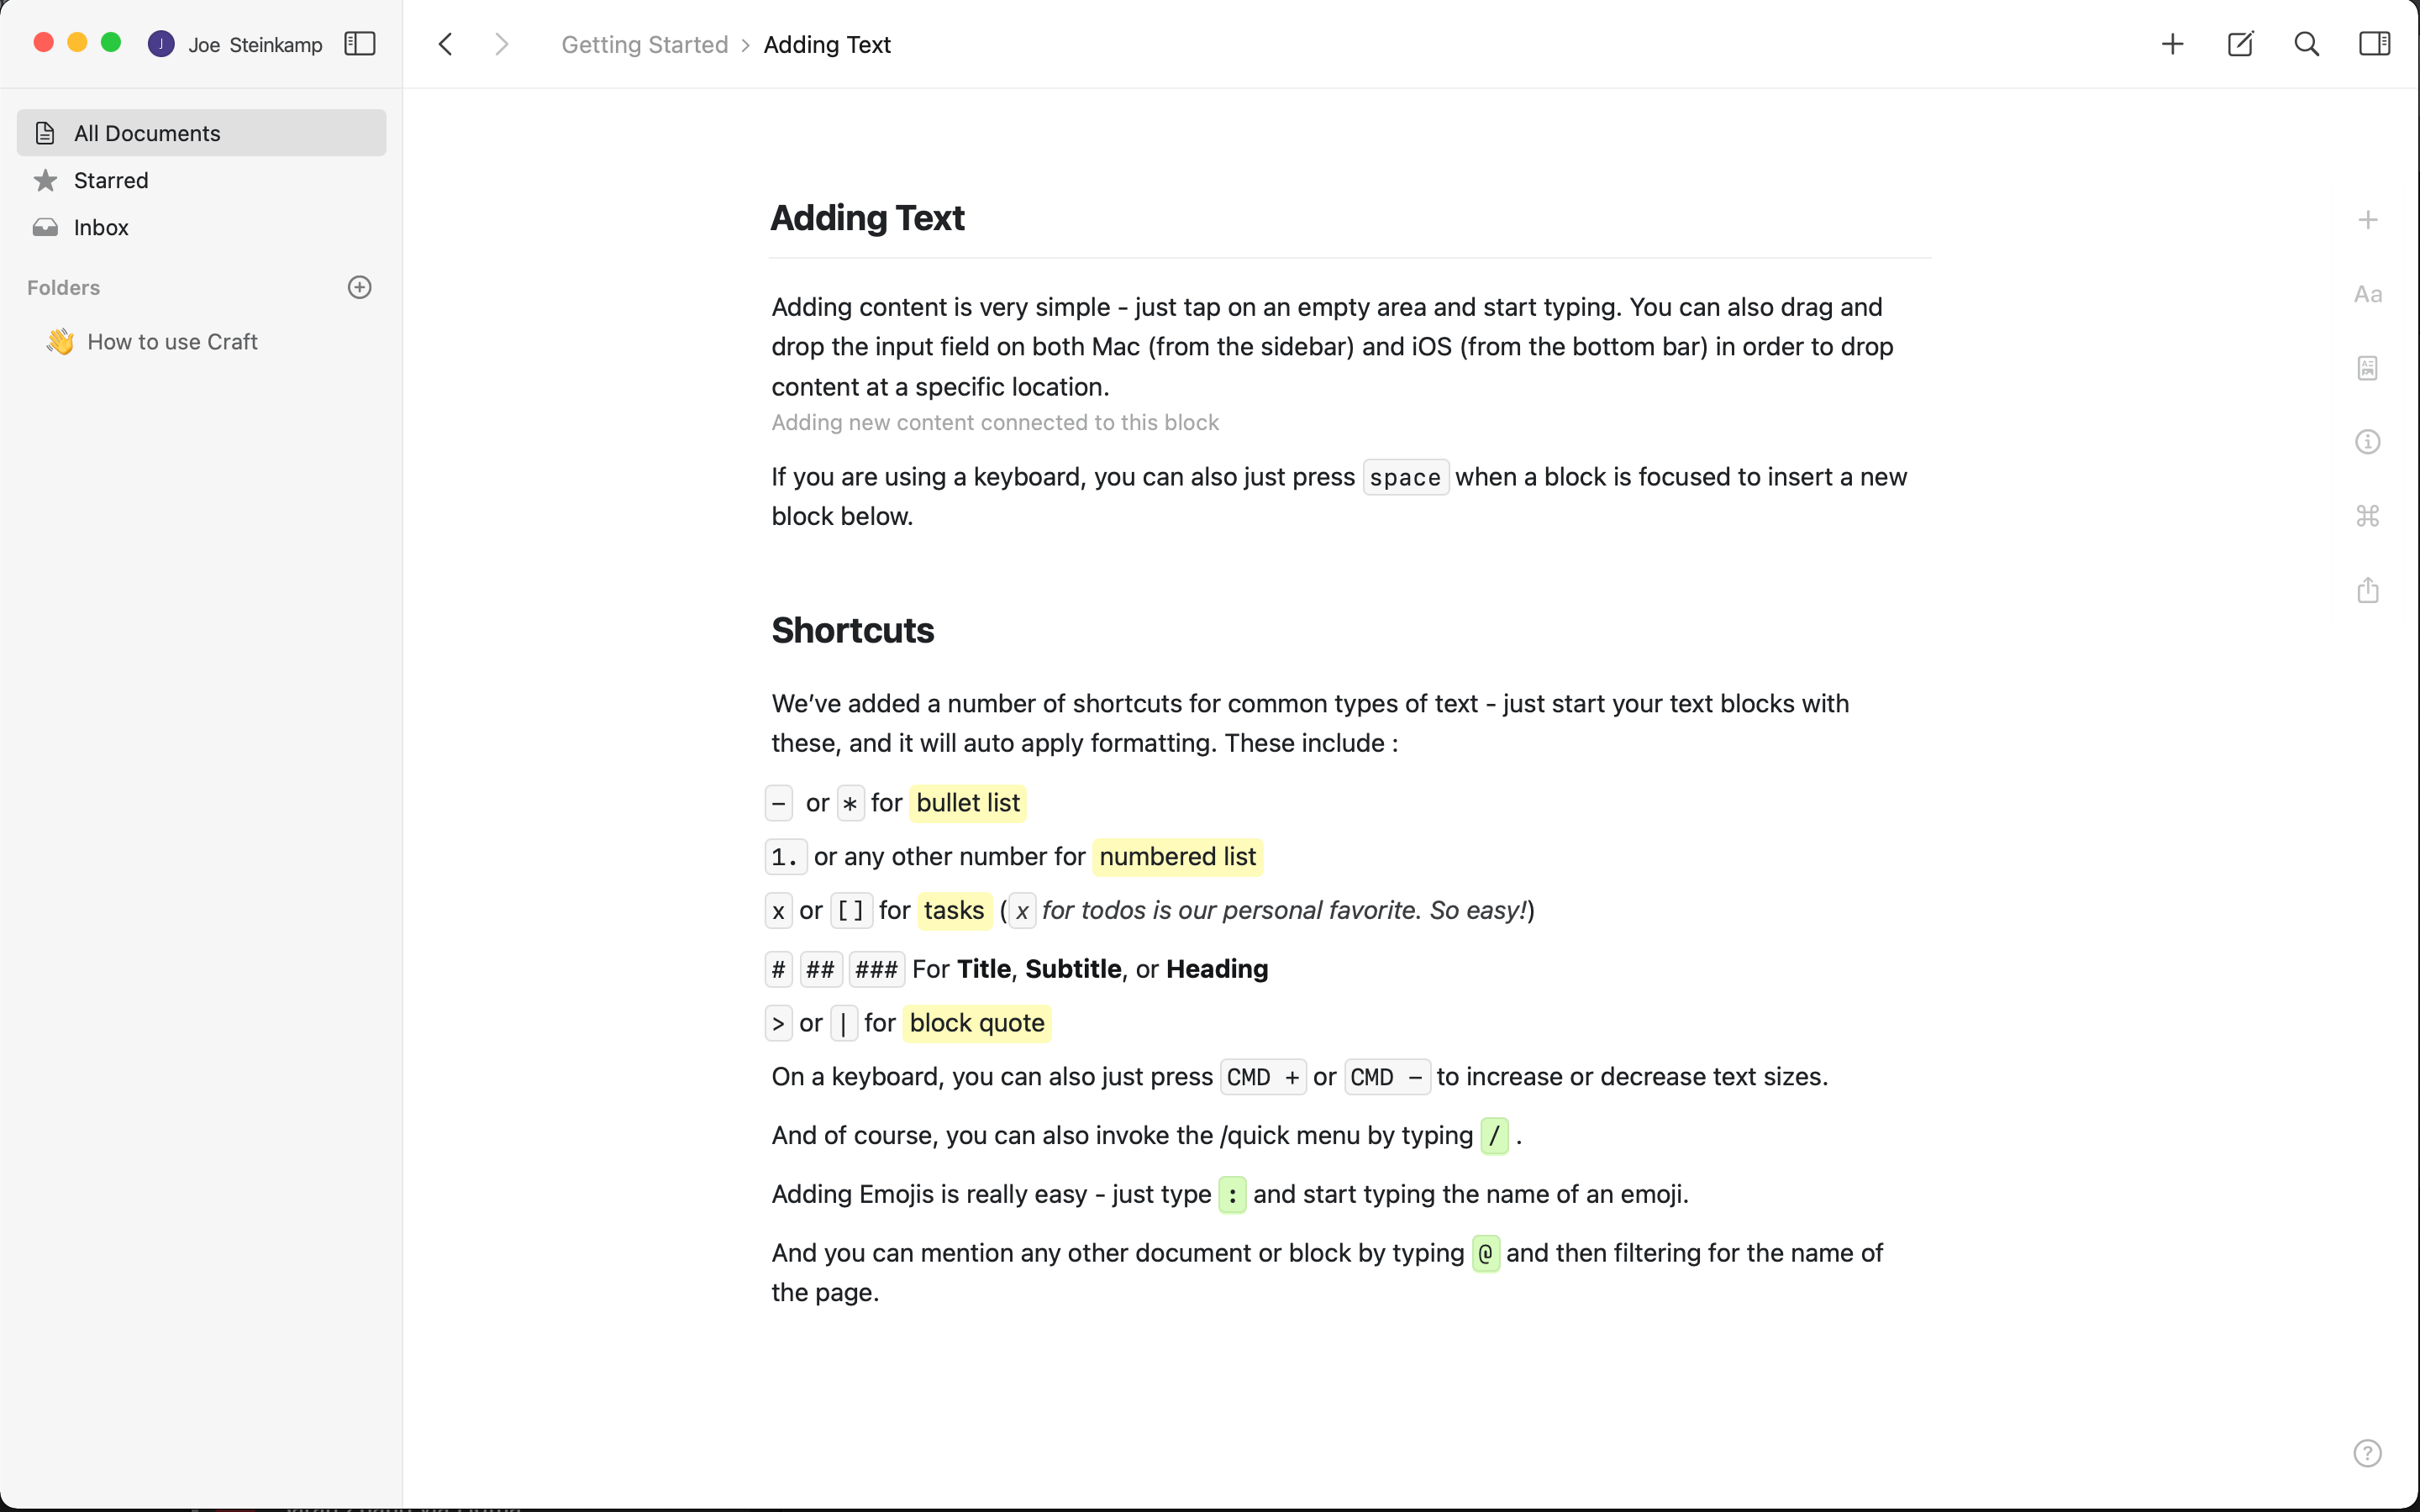 J Joe Steinkamp
Getting Started › Adding Text
All Documents
Starred
Inbox
Folders
👋 How to use Craft
Adding Text
Adding content is very simple - just tap on an empty area and start typing. You can also drag and
drop the input field on both Mac (from the sidebar) and iOS (from the bottom bar) in order to drop
content at a specific location.
Adding new content connected to this block
If you are using a keyboard, you can also just press space when a block is focused to insert a new
block below.
Shortcuts
We’ve added a number of shortcuts for common types of text - just start your text blocks with
these, and it will auto apply formatting. These include :
– or * for bullet list
1. or any other number for numbered list
x or [] for tasks (x for todos is our personal favorite. So easy!)
# ## ### For Title, Subtitle, or Heading
> or | for block quote
On a keyboard, you can also just press CMD + or CMD – to increase or decrease text sizes.
And of course, you can also invoke the /quick menu by typing / .
Adding Emojis is really easy - just type : and start typing the name of an emoji.
And you can mention any other document or block by typing @ and then filtering for the name of
the page.
Aa
?